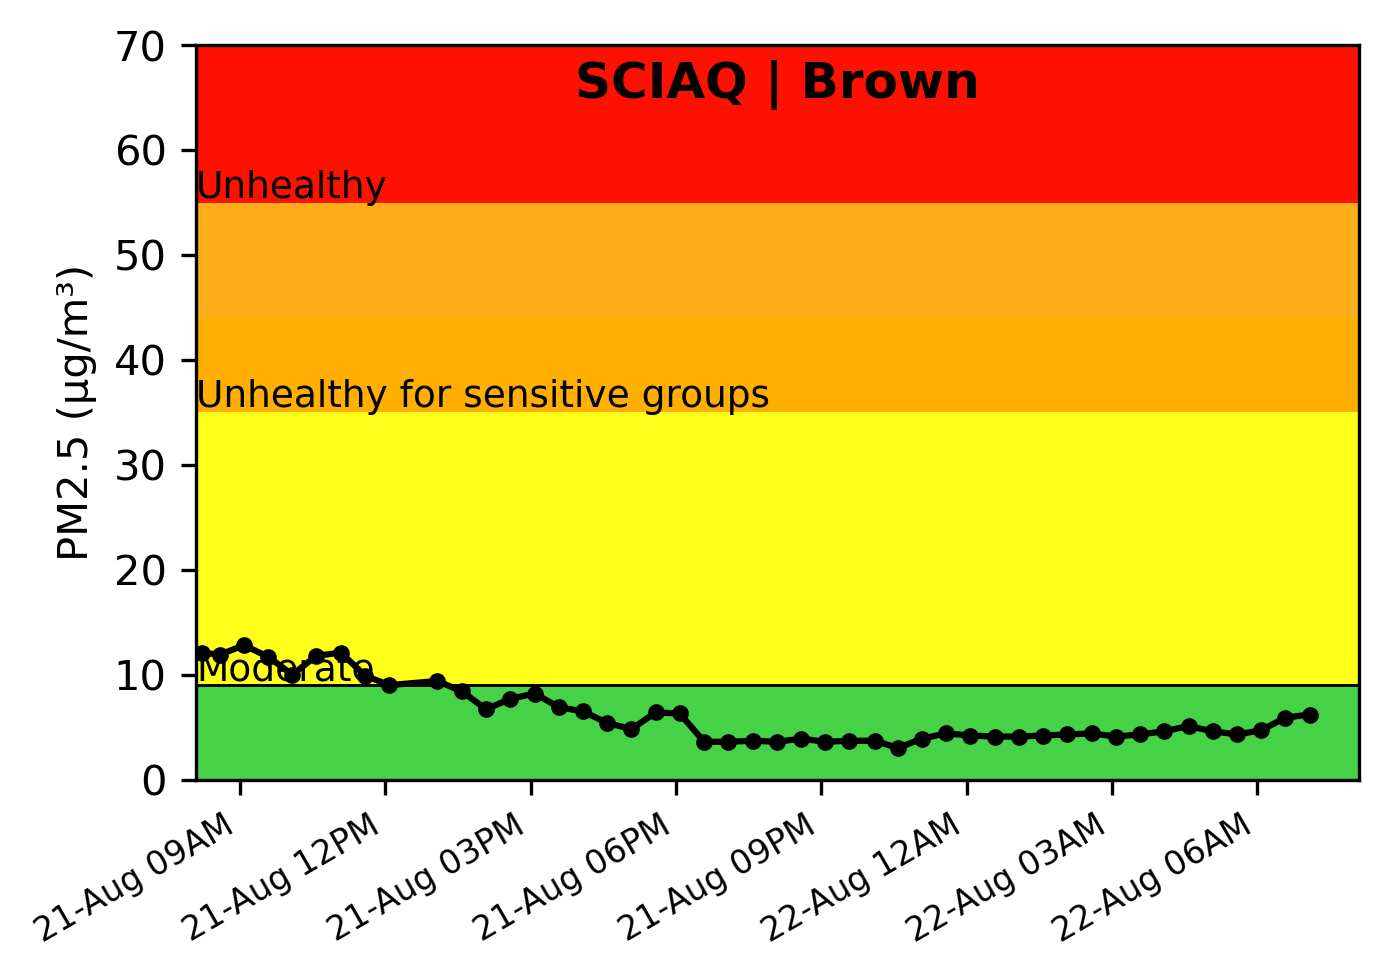 SCIAQ | Brown
PM2.5 (µg/m³)
70
60
50
40
30
20
10
0
Unhealthy
Unhealthy for sensitive groups
Moderate
21-Aug 09AM
21-Aug 12PM
21-Aug 03PM
21-Aug 06PM
21-Aug 09PM
22-Aug 12AM
22-Aug 03AM
22-Aug 06AM